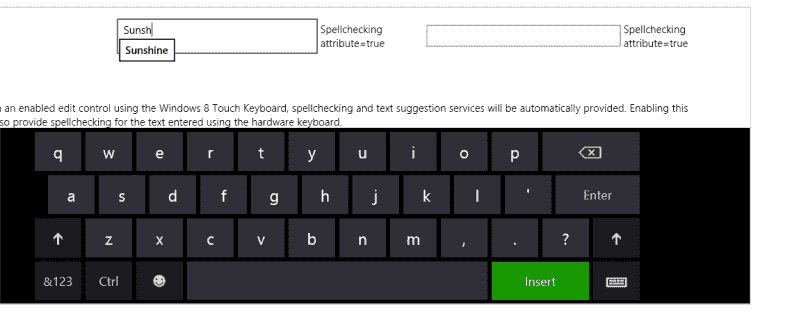 Sunsh
Spellchecking
attribute=true
Sunshine
Spellchecking
attribute=true
an enabled edit control using the Windows 8 Touch Keyboard, spellchecking and text suggestion services will be automatically provided. Enabling this
so provide spellchecking for the text entered using the hardware keyboard.
q w e r t y u i o p
a s d f g h j k l ' Enter
z x c v b n m , . ?
&123 Ctrl Insert